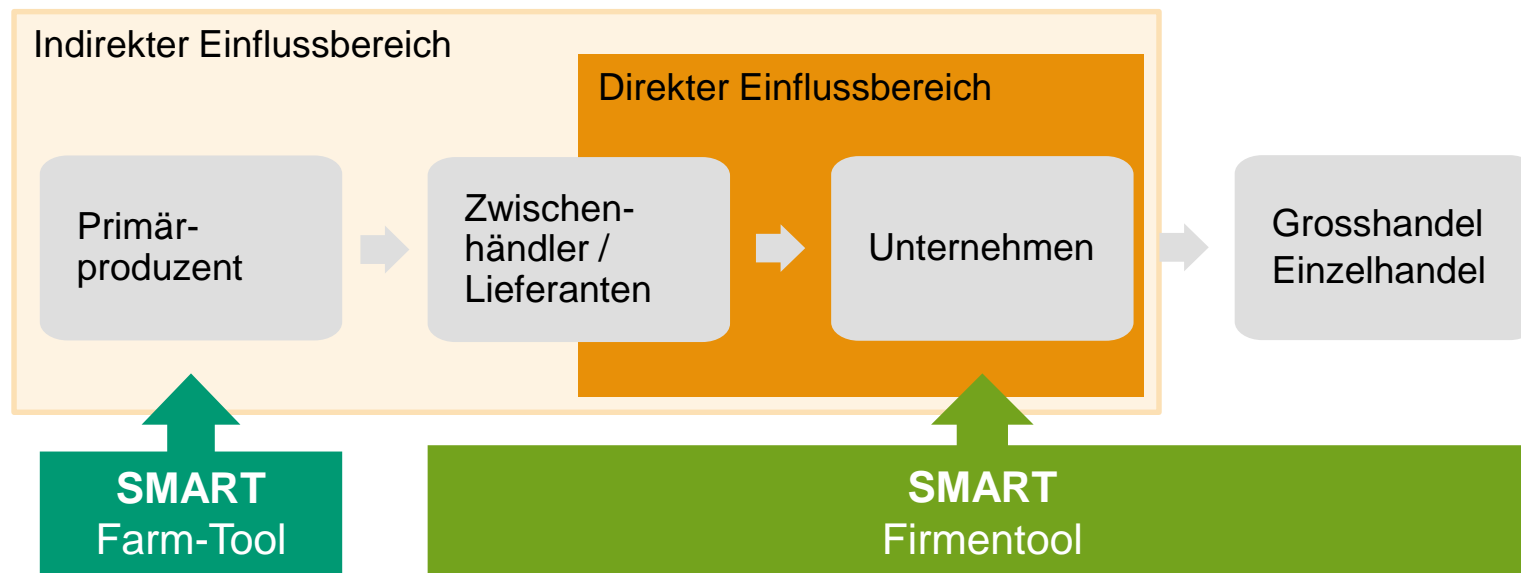 Indirekter Einflussbereich
Direkter Einflussbereich
Primär-
produzent
Zwischen-
händler /
Lieferanten
Unternehmen
Grosshandel
Einzelhandel
SMART
Farm-Tool
SMART
Firmentool